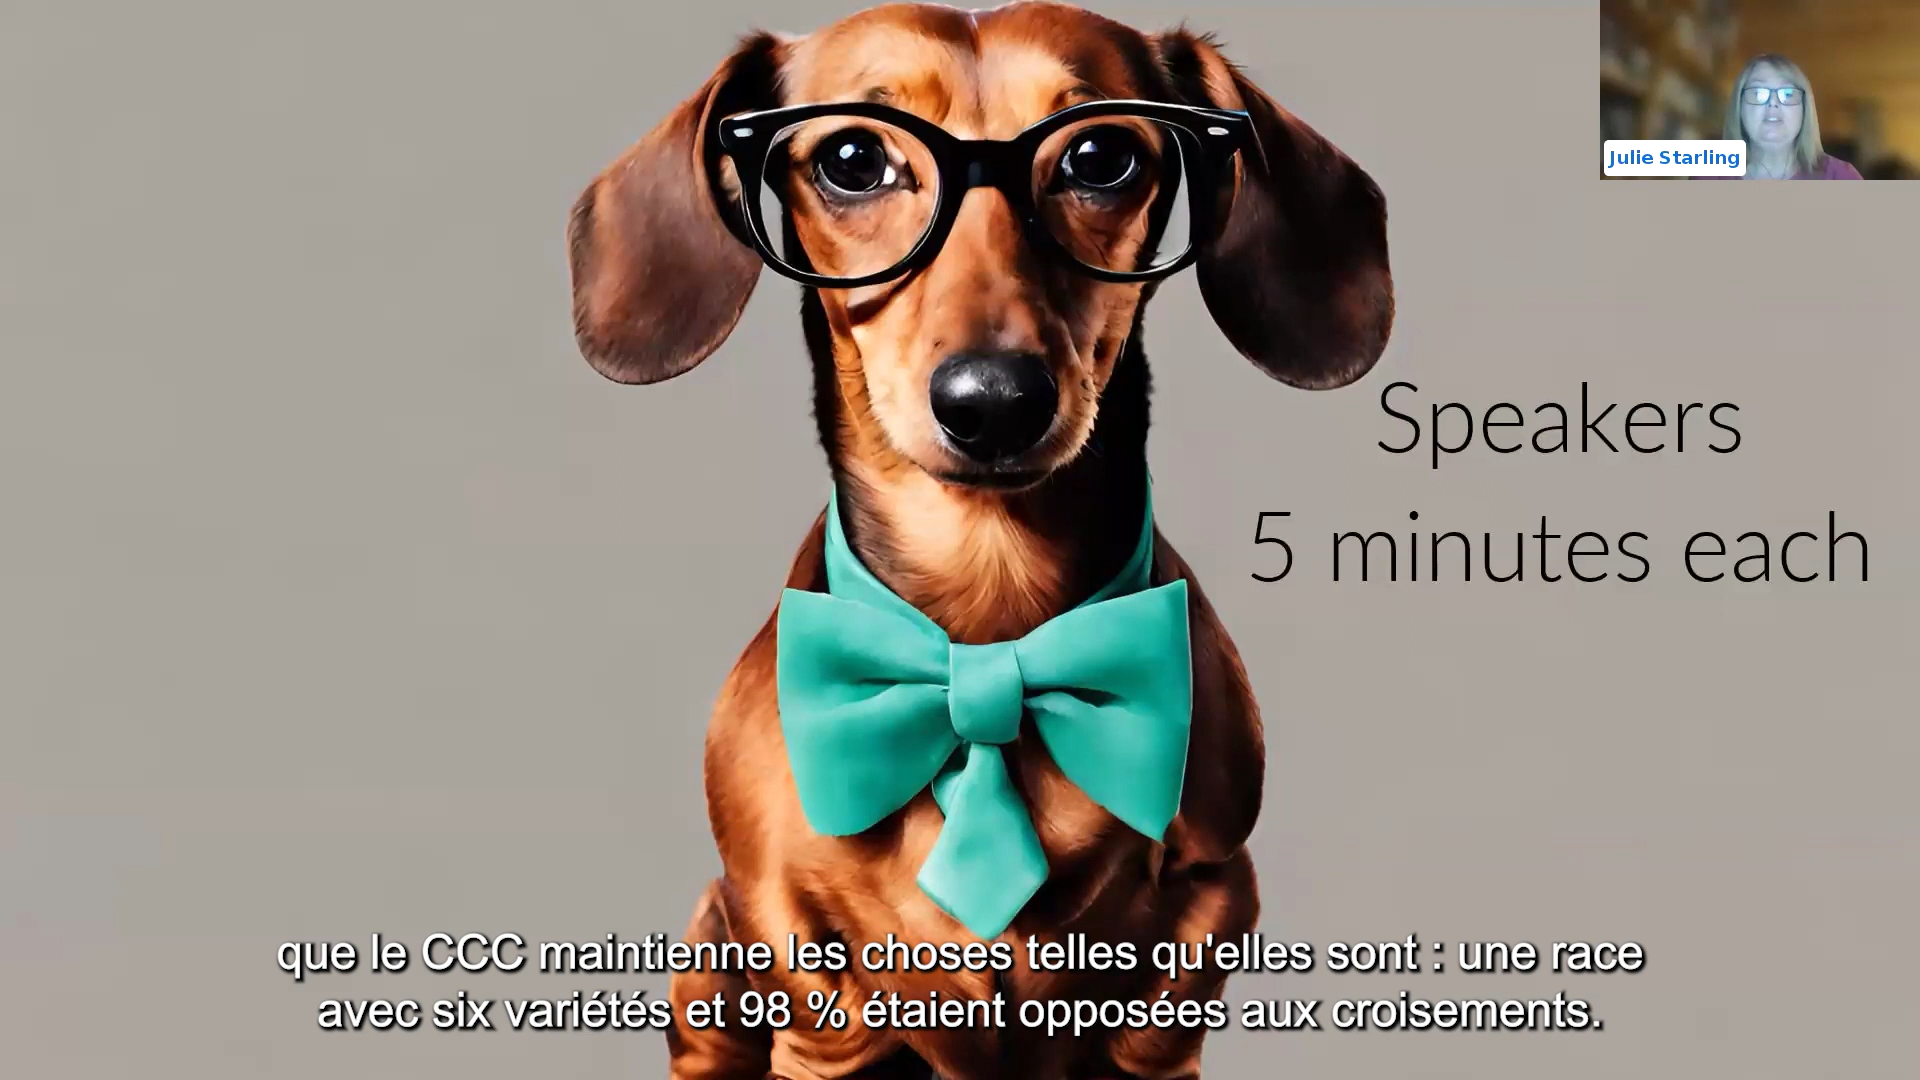 Julie Starling
Speakers
5 minutes each
que le CCC maintienne les choses telles qu'elles sont : une race
avec six variétés et 98 % étaient opposées aux croisements.